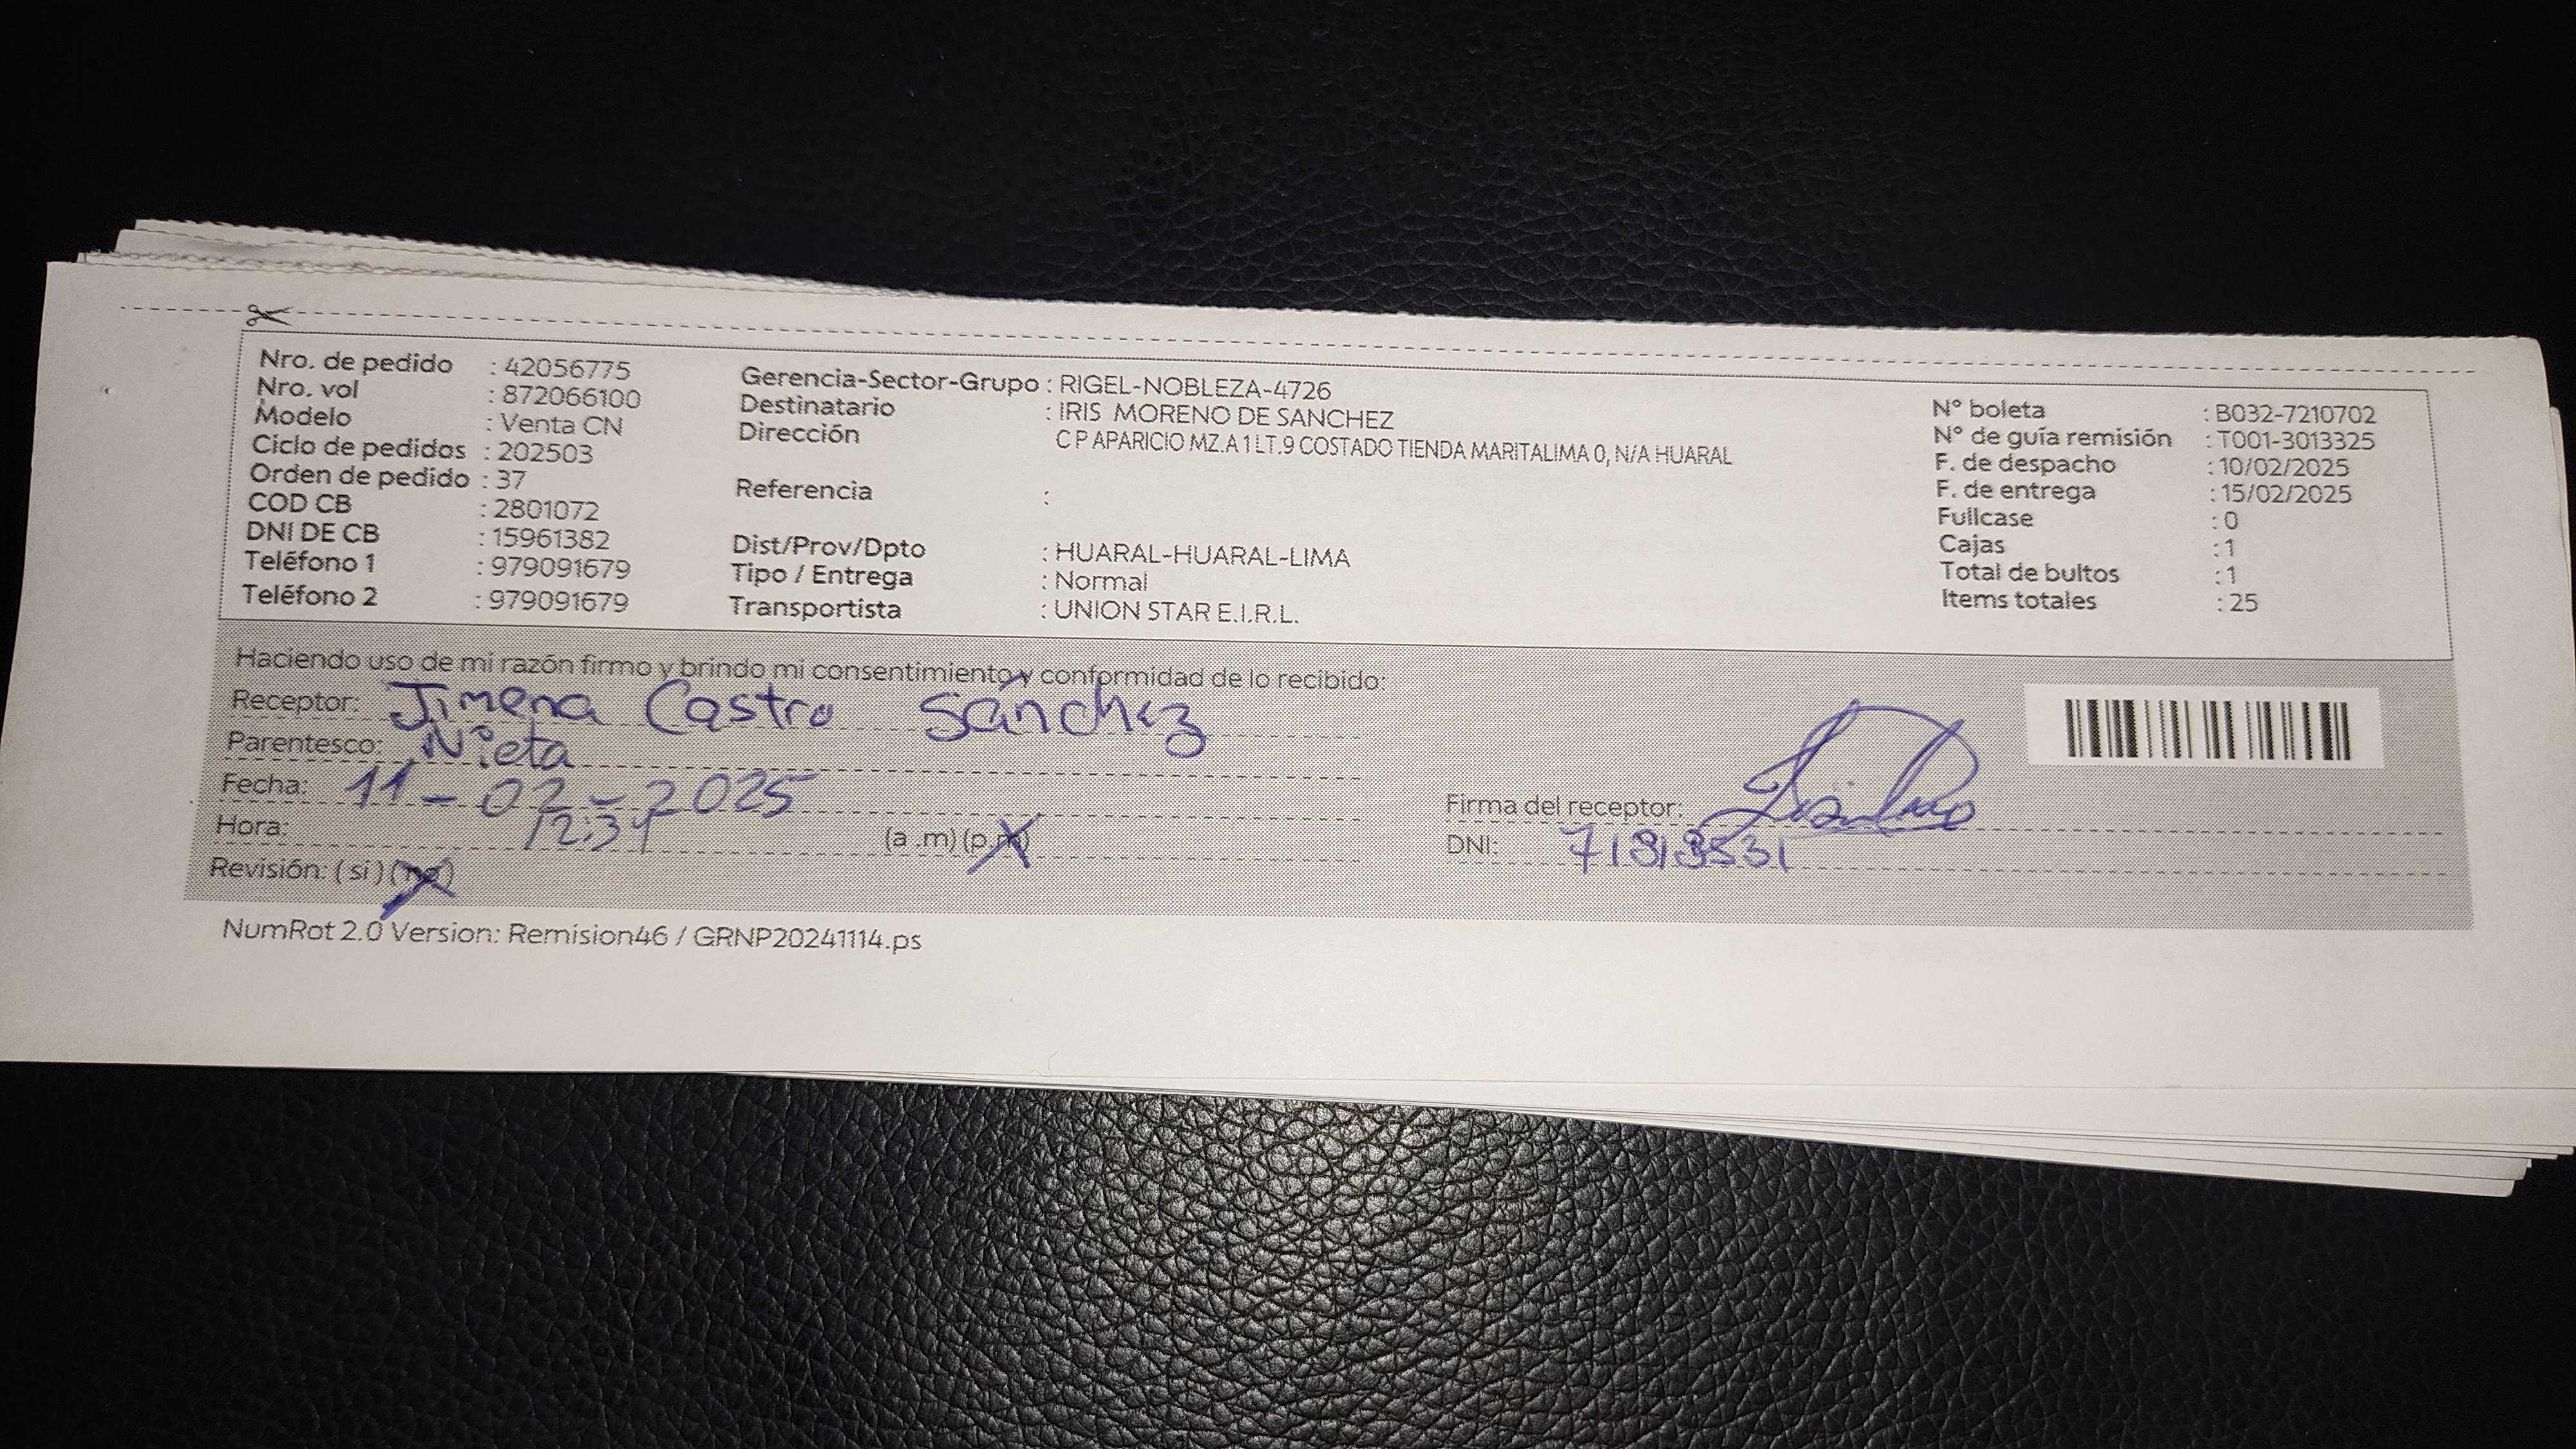 Nro. de pedido : 42056775
Nro. vol : 872066100
Modelo : Venta CN
Ciclo de pedidos : 202503
Orden de pedido : 37
COD CB : 2801072
DNI DE CB : 15961382
Teléfono 1 : 979091679
Teléfono 2 : 979091679
Gerencia-Sector-Grupo : RIGEL-NOBLEZA-4726
Destinatario : IRIS MORENO DE SANCHEZ
Dirección C P APARICIO MZ.A 1 LT.9 COSTADO TIENDA MARITALIMA 0, N/A HUARAL
Referencia :
Dist/Prov/Dpto : HUARAL-HUARAL-LIMA
Tipo / Entrega : Normal
Transportista : UNION STAR E.I.R.L.
N° boleta : B032-7210702
N° de guía remisión : T001-3013325
F. de despacho : 10/02/2025
F. de entrega : 15/02/2025
Fullcase : 0
Cajas : 1
Total de bultos : 1
Items totales : 25
Haciendo uso de mi razón firmo y brindo mi consentimiento y conformidad de lo recibido:
Receptor: Jimena Castro Sánchez
Parentesco: Nieta
Fecha: 11-02-2025
Hora: (a .m) (p.m)
Revisión: ( si ) (no)
Firma del receptor:
DNI:
NumRot 2.0 Version: Remision46 / GRNP20241114.ps